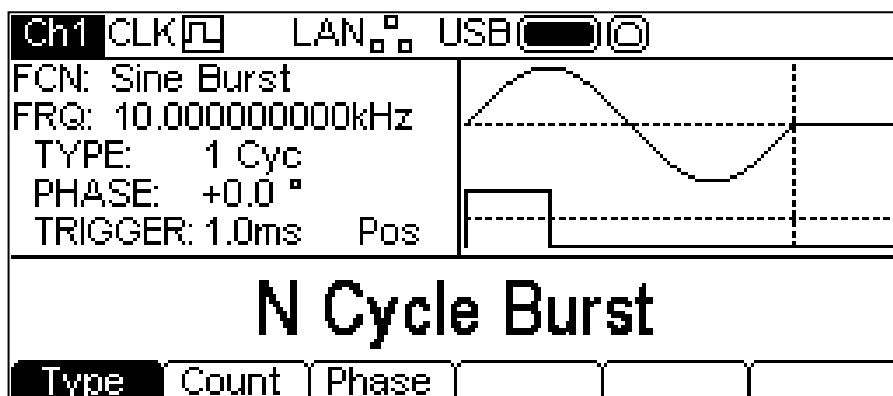 Ch1 CLK LAN USB
FCN: Sine Burst
FRQ: 10.000000000kHz
TYPE: 1 Cyc
PHASE: +0.0 °
TRIGGER: 1.0ms Pos
N Cycle Burst
Type Count Phase